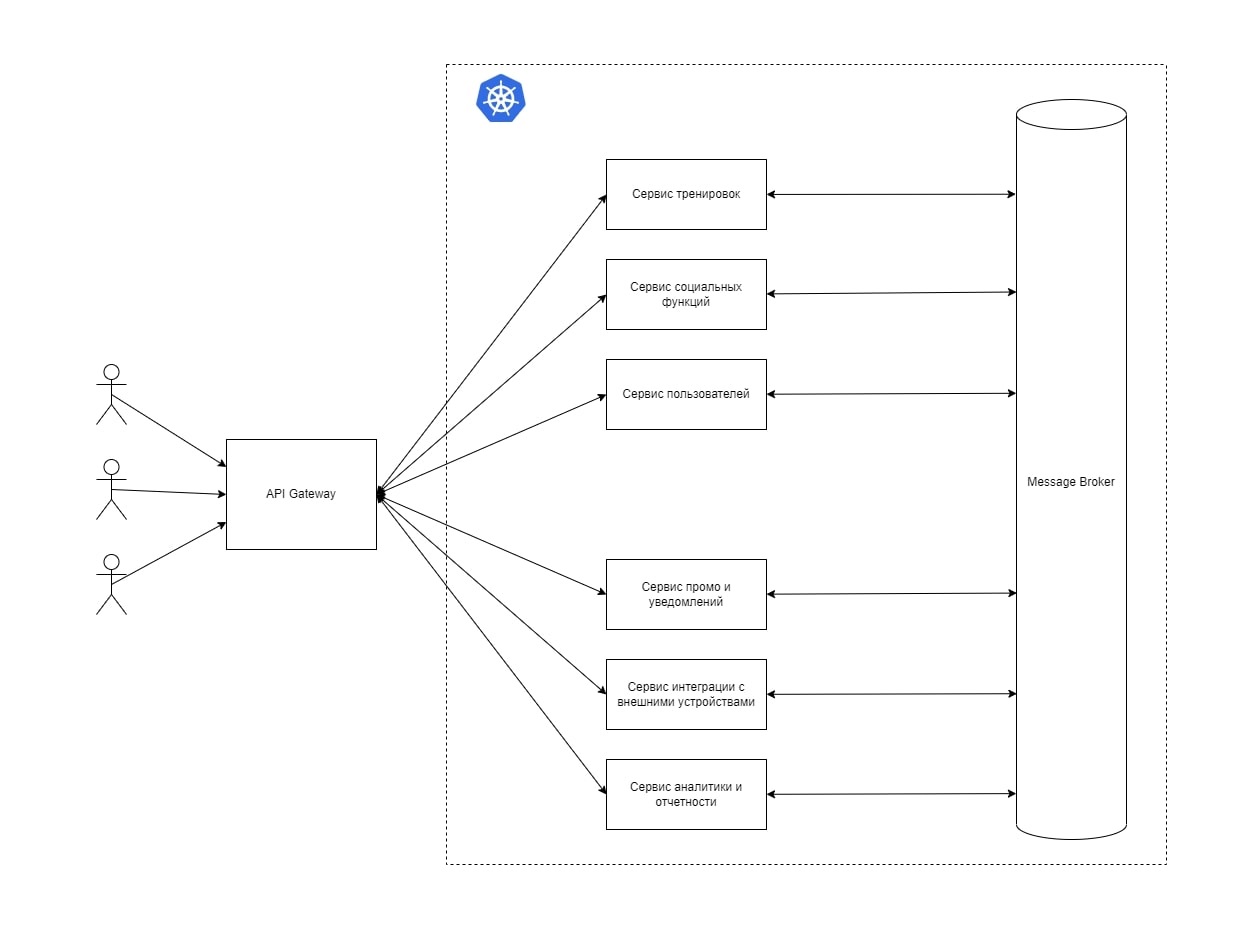 Сервис тренировок
Сервис социальных
функций
Сервис пользователей
Message Broker
API Gateway
Сервис промо и
уведомлений
Сервис интеграции с
внешними устройствами
Сервис аналитики и
отчетности